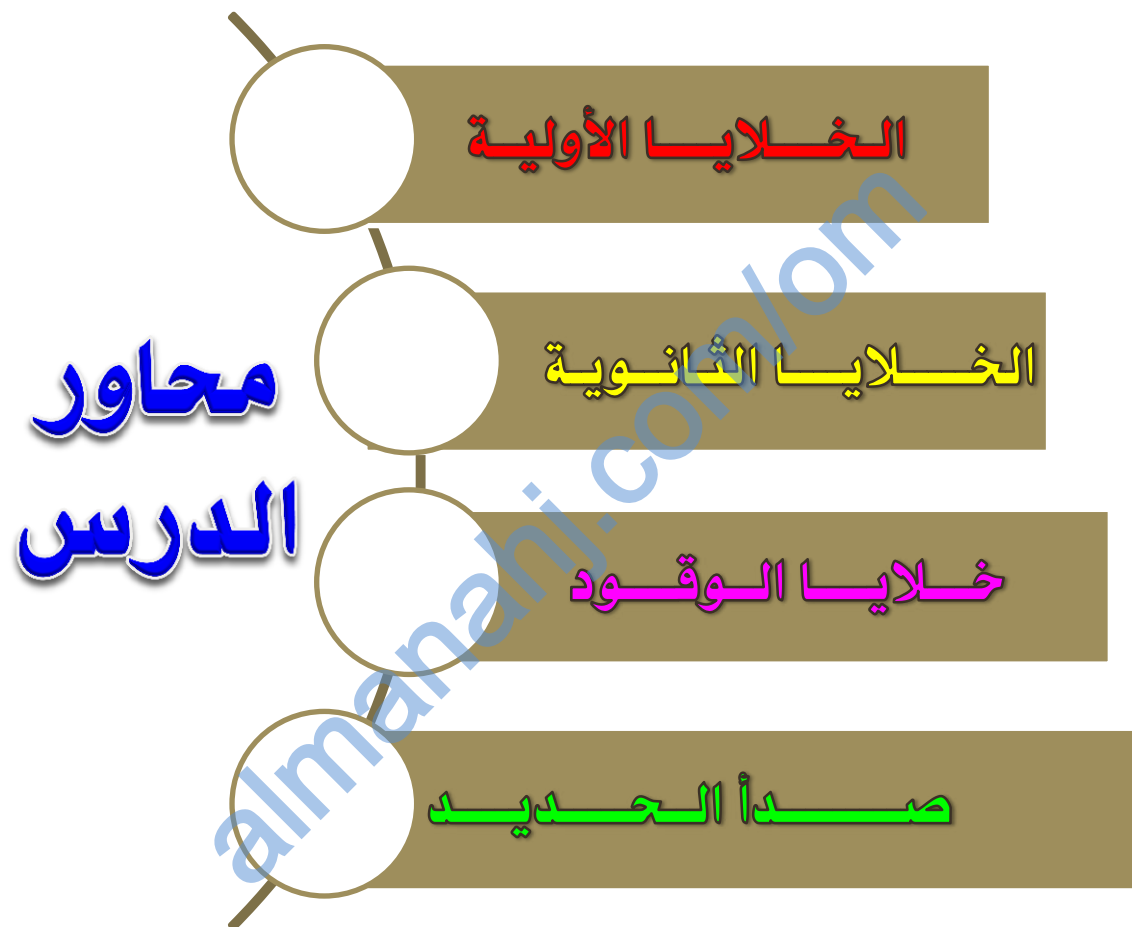 محاور
الدرس
الخلايا الأولية
الخلايا الثانوية
خلايا الوقود
صدأ الحديد
almanahj.com/om